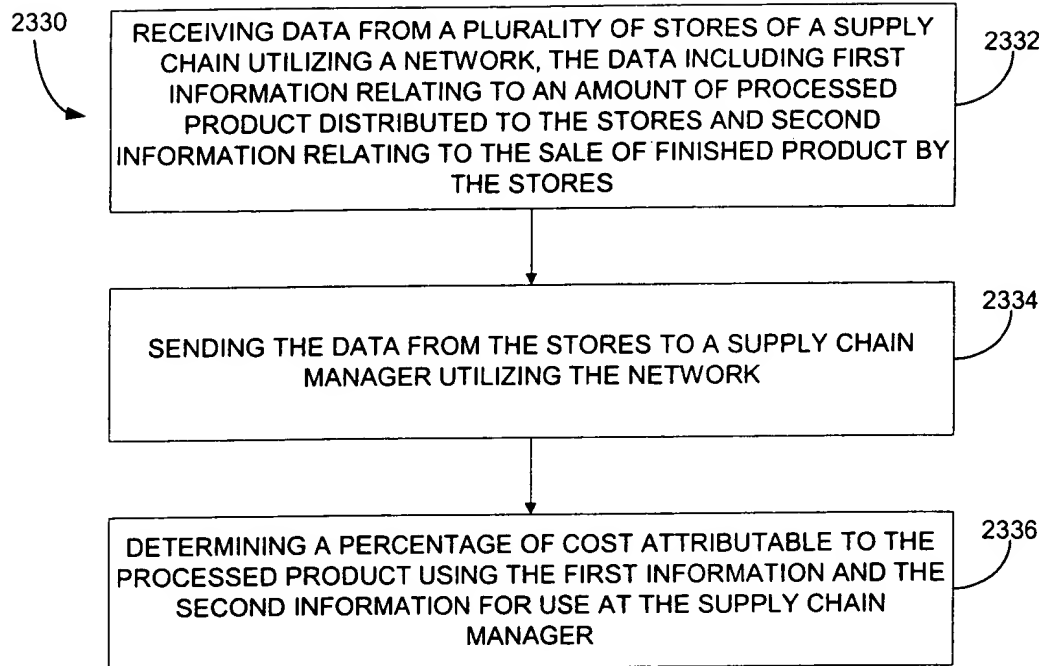 2330
RECEIVING DATA FROM A PLURALITY OF STORES OF A SUPPLY
CHAIN UTILIZING A NETWORK, THE DATA INCLUDING FIRST
INFORMATION RELATING TO AN AMOUNT OF PROCESSED
PRODUCT DISTRIBUTED TO THE STORES AND SECOND
INFORMATION RELATING TO THE SALE OF FINISHED PRODUCT BY
THE STORES
2332
SENDING THE DATA FROM THE STORES TO A SUPPLY CHAIN
MANAGER UTILIZING THE NETWORK
2334
DETERMINING A PERCENTAGE OF COST ATTRIBUTABLE TO THE
PROCESSED PRODUCT USING THE FIRST INFORMATION AND THE
SECOND INFORMATION FOR USE AT THE SUPPLY CHAIN
MANAGER
2336